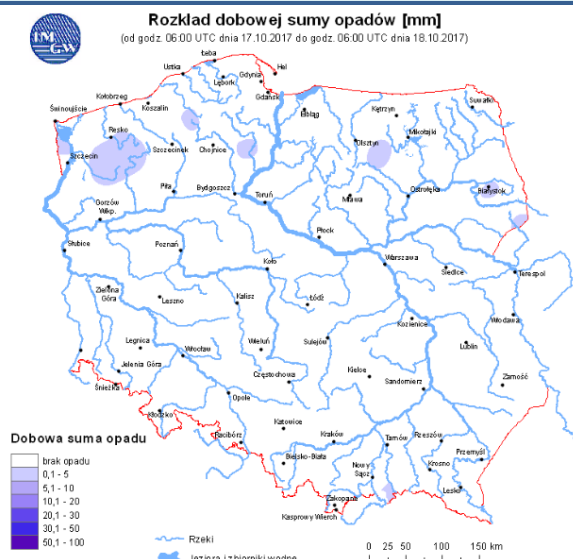 IM
GW
Rozkład dobowej sumy opadów [mm]
(od godz. 06:00 UTC dnia 17.10.2017 do godz. 06:00 UTC dnia 18.10.2017)
Łeba
Ustka
Hel
Lębork
Gdynia
Gdańsk
Kołobrzeg
Koszalin
Świnoujście
Elbląg
Kętrzyn
Suwałki
Resko
Mikołajki
Olsztyn
Szczecin
Szczecinek
Chojnice
Piła
Bydgoszcz
Toruń
Mława
Ostrołęka
Białystok
Gorzów
Wlkp.
Płock
Słubice
Poznań
Koło
Warszawa
Siedlce
Terespol
Zielona
Góra
Leszno
Kalisz
Łódź
Kozienice
Włodawa
Legnica
Wrocław
Wieluń
Sulejów
Lublin
Jelenia Góra
Śnieżka
Częstochowa
Kielce
Sandomierz
Zamość
Kłodzko
Opole
Katowice
Racibórz
Kraków
Tarnów
Rzeszów
Bielsko-Biała
Przemyśl
Nowy
Sącz
Krosno
Lesko
Zakopane
Kasprowy Wierch
Dobowa suma opadu
brak opadu
0,1 - 5
5,1 - 10
10,1 - 20
20,1 - 30
30,1 - 50
50,1 - 100
Rzeki
Jeziora i zbiorniki wodne
0 25 50 100 150 km